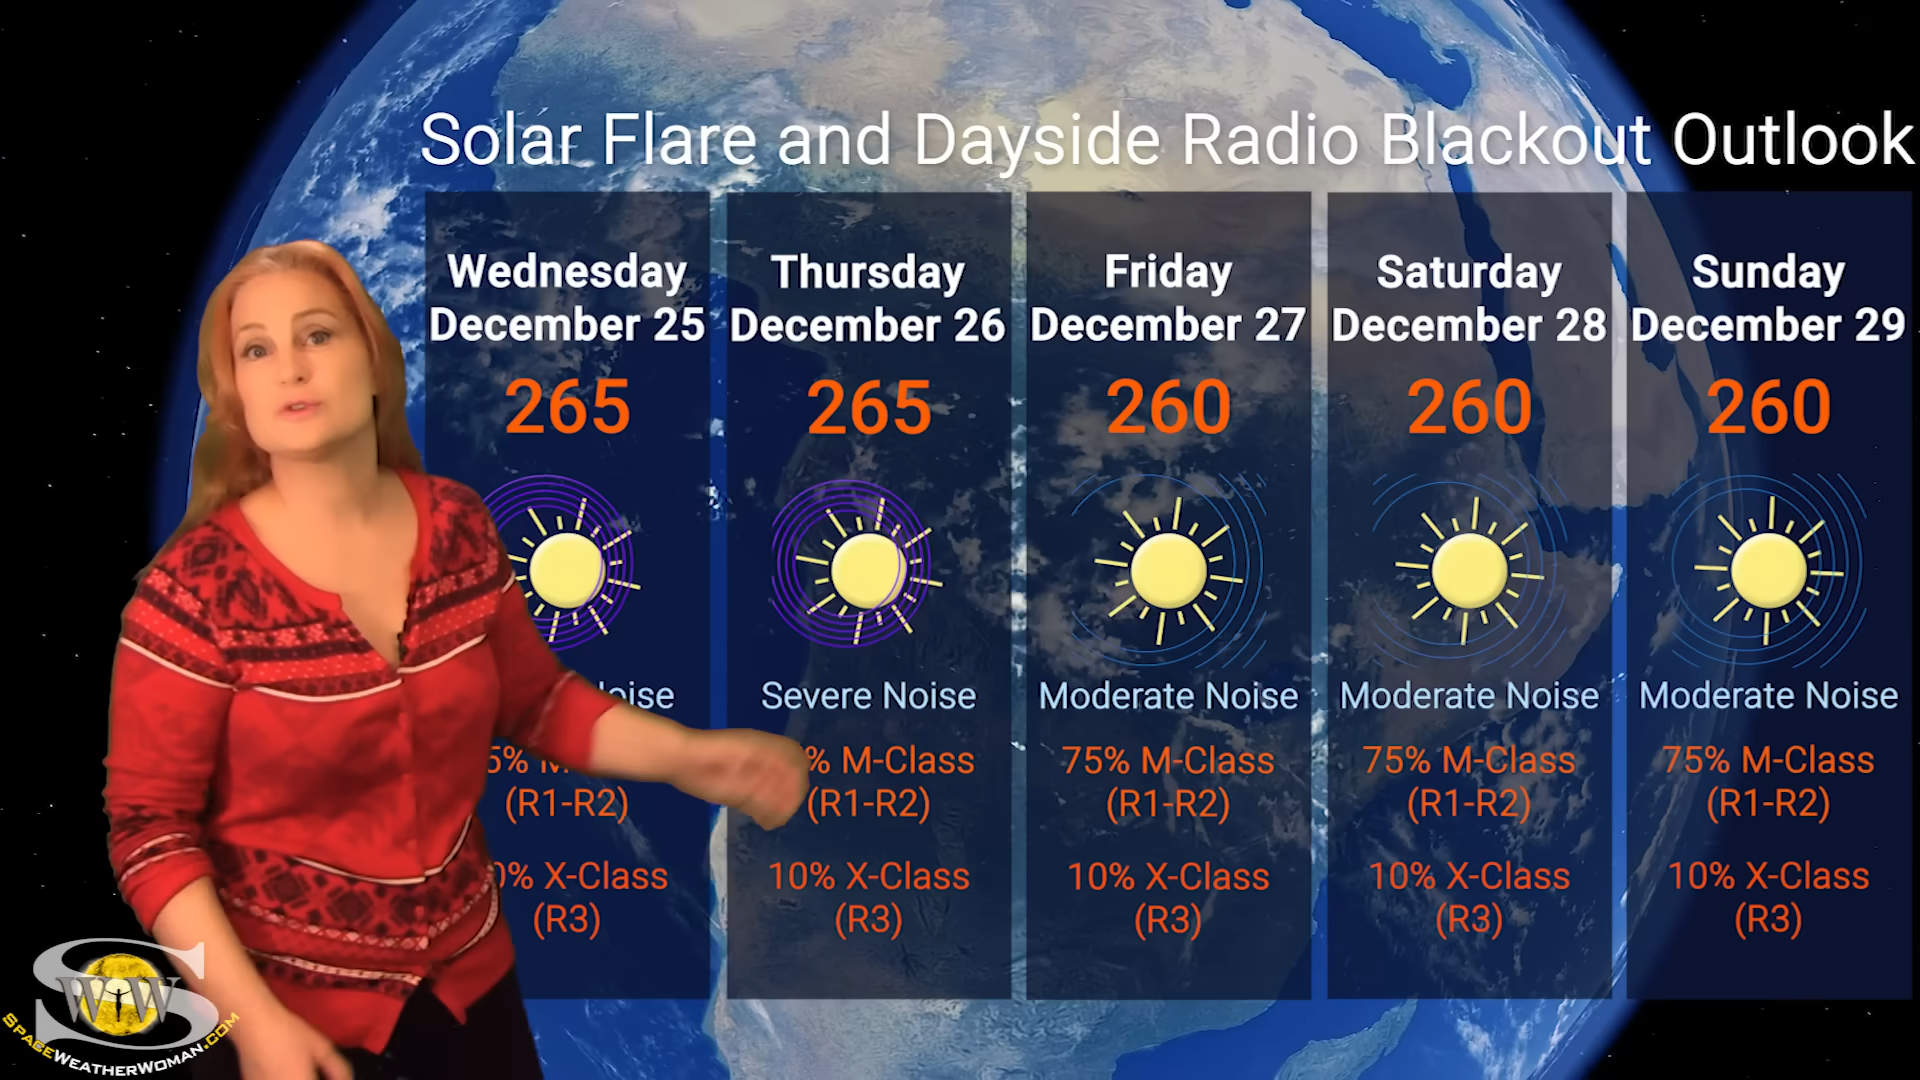 Solar Flare and Dayside Radio Blackout Outlook
Wednesday
December 25
265
(R1-R2)
X-Class
(R3)
Thursday
December 26
265
Severe Noise
% M-Class
(R1-R2)
10% X-Class
(R3)
Friday
December 27
260
Moderate Noise
75% M-Class
(R1-R2)
10% X-Class
(R3)
Saturday
December 28
260
Moderate Noise
75% M-Class
(R1-R2)
10% X-Class
(R3)
Sunday
December 29
260
Moderate Noise
75% M-Class
(R1-R2)
10% X-Class
(R3)
SWW
SPACEWEATHERWOMAN.COM